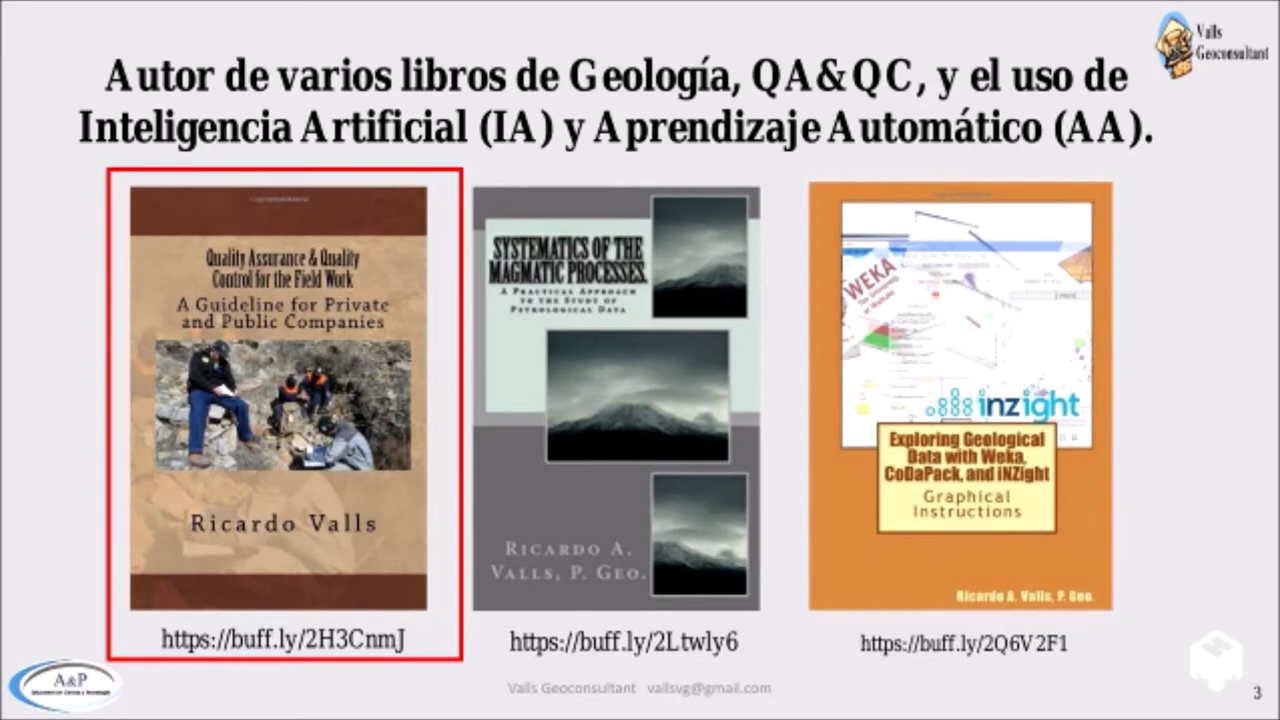 Valls
Geoconsultant
Autor de varios libros de Geología, QA&QC, y el uso de
Inteligencia Artificial (IA) y Aprendizaje Automático (AA).
Quality Assurance & Quality
Control for the Field Work
A Guideline for Private
and Public Companies
Ricardo Valls
https://buff.ly/2H3CnmJ
SYSTEMATICS OF THE
MAGMATIC PROCESSES.
A PRACTICAL APPROACH
TO THE STUDY OF
PETROLOGICAL DATA
RICARDO A.
VALLS, P. GEO.
https://buff.ly/2Ltwly6
WEKA
inzight
Exploring Geological
Data with Weka,
CoDaPack, and iNZight
Graphical
Instructions
Ricardo A. Valls, P. Geo.
https://buff.ly/2Q6V2F1
A&P
Valls Geoconsultant vallsvg@gmail.com
3